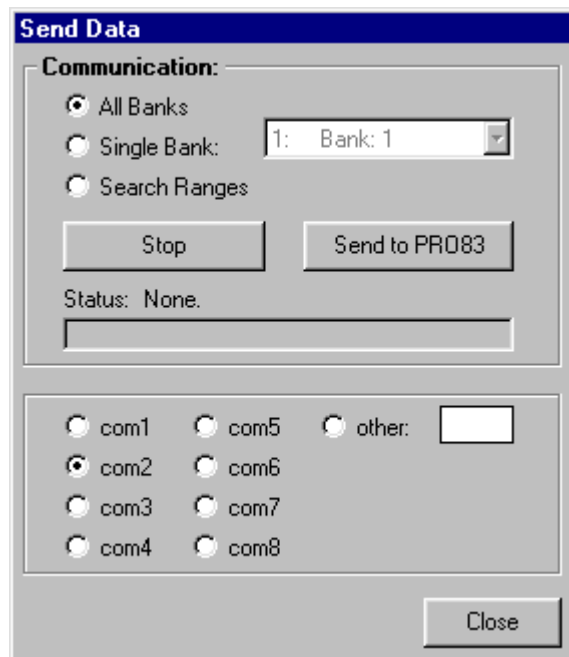 Send Data
Communication:
All Banks
Single Bank: 1: Bank: 1
Search Ranges
Stop Send to PRO83
Status: None.
com1 com5 other:
com2 com6
com3 com7
com4 com8
Close